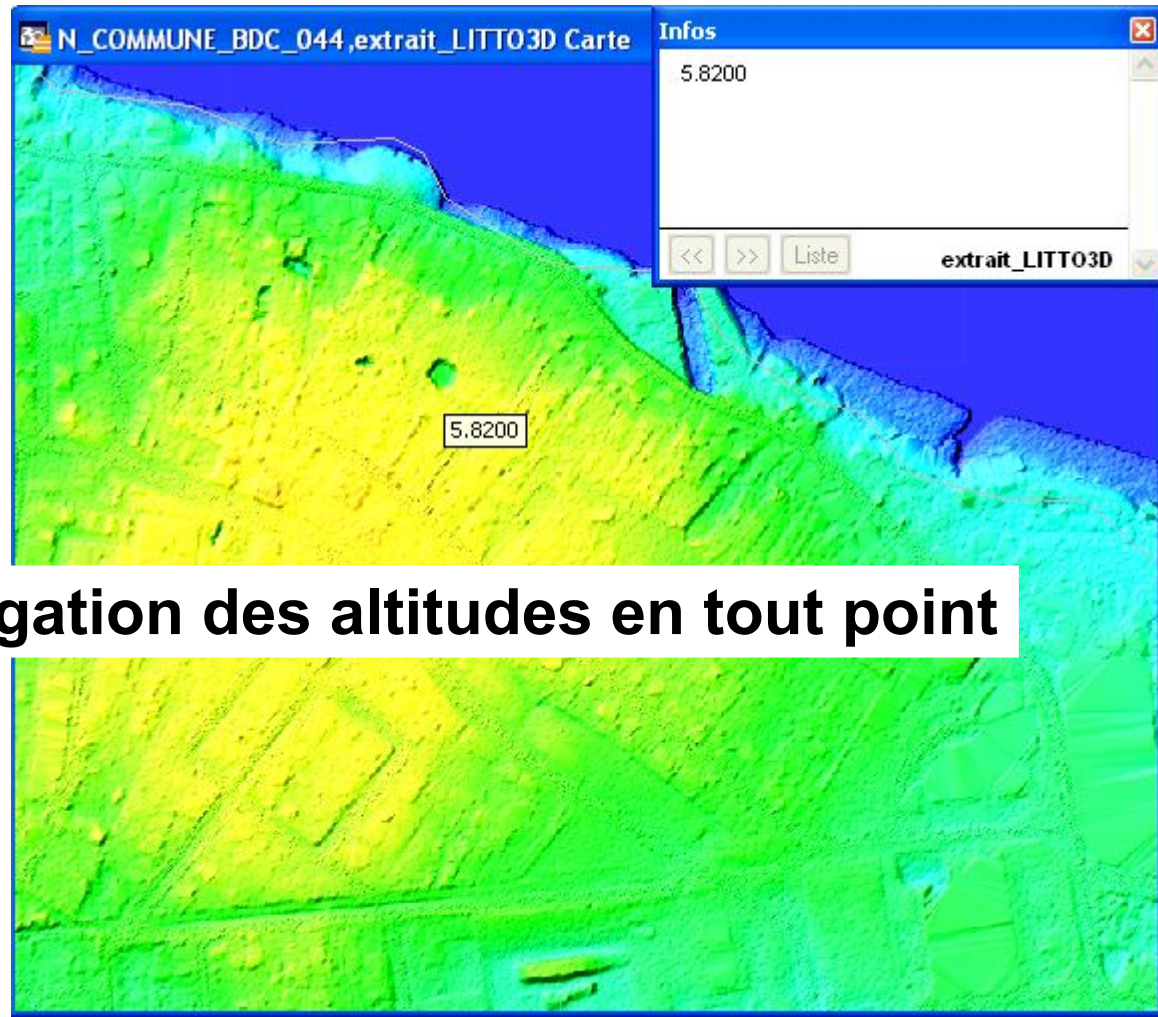 N_COMMUNE_BDC_044,extrait_LITTO3D Carte
Infos
5.8200
<< >> Liste extrait_LITTO3D
5.8200
gation des altitudes en tout point